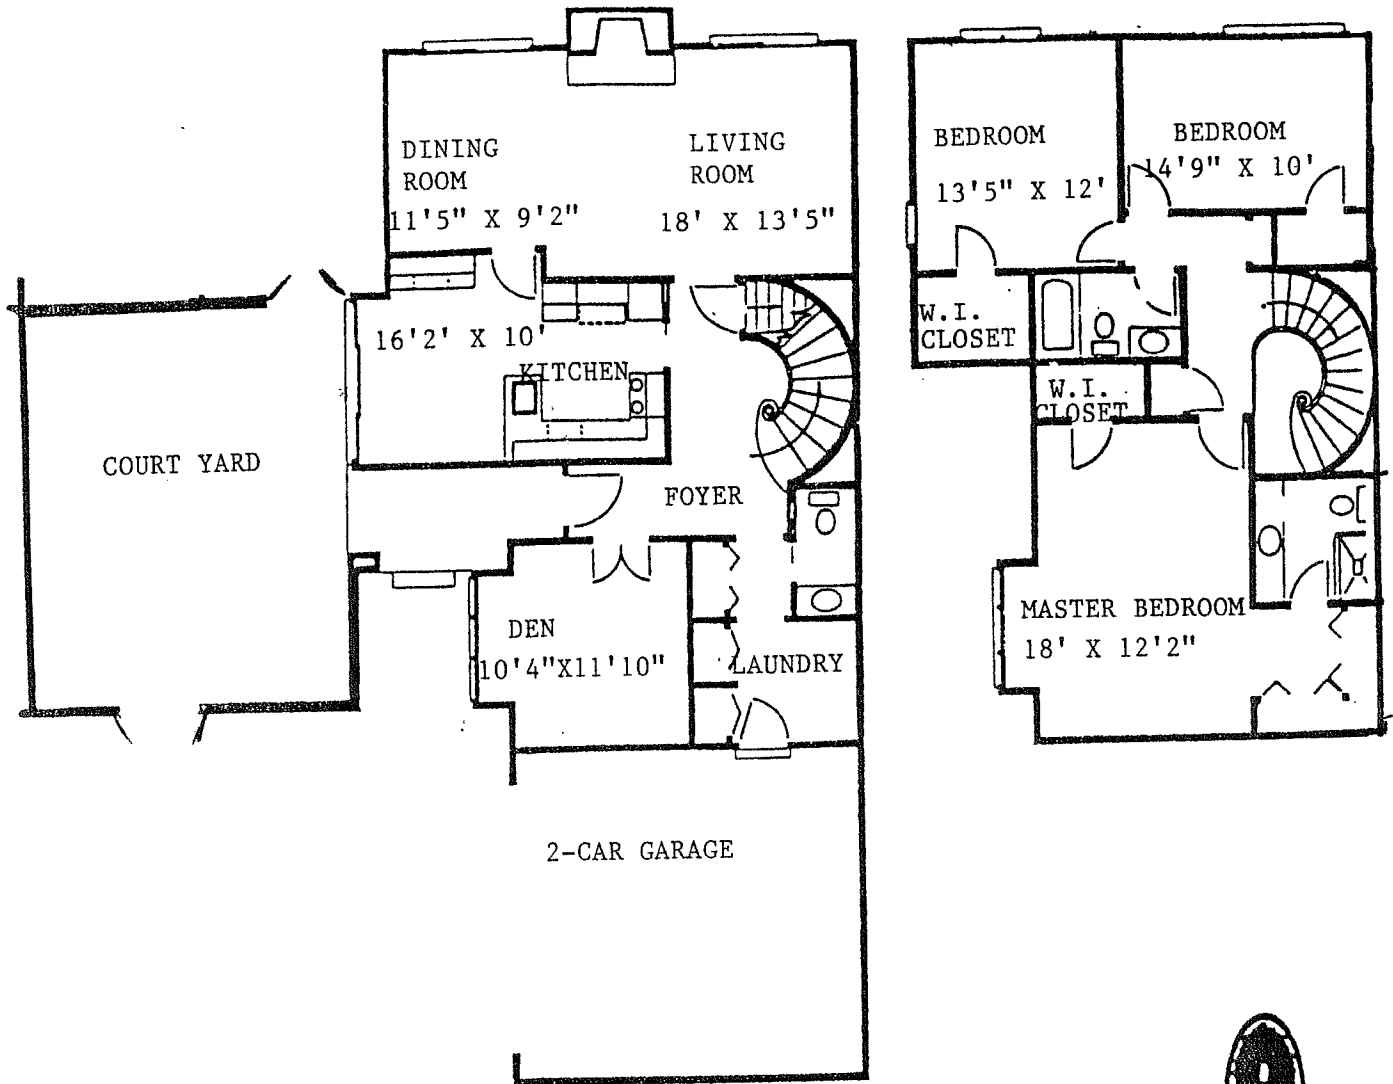 DINING
ROOM
11'5" X 9'2"
LIVING
ROOM
18' X 13'5"
16'2' X 10'
KITCHEN
COURT YARD
FOYER
DEN
10'4"X11'10"
LAUNDRY
2-CAR GARAGE
BEDROOM
13'5" X 12'
BEDROOM
14'9" X 10'
W.I.
CLOSET
W.I.
CLOSET
MASTER BEDROOM
18' X 12'2"